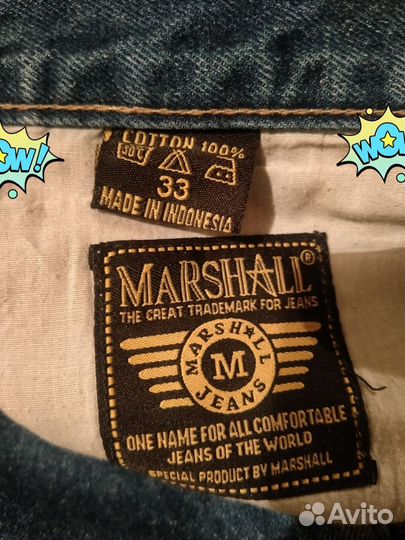 COTTON 100%
30°C
33
MADE IN INDONESIA
WOW!
WOW
MARSHALL®
THE GREAT TRADEMARK FOR JEANS
MARSHALL
M
JEANS
ONE NAME FOR ALL COMFORTABLE
JEANS OF THE WORLD
SPECIAL PRODUCT BY MARSHALL
Avito